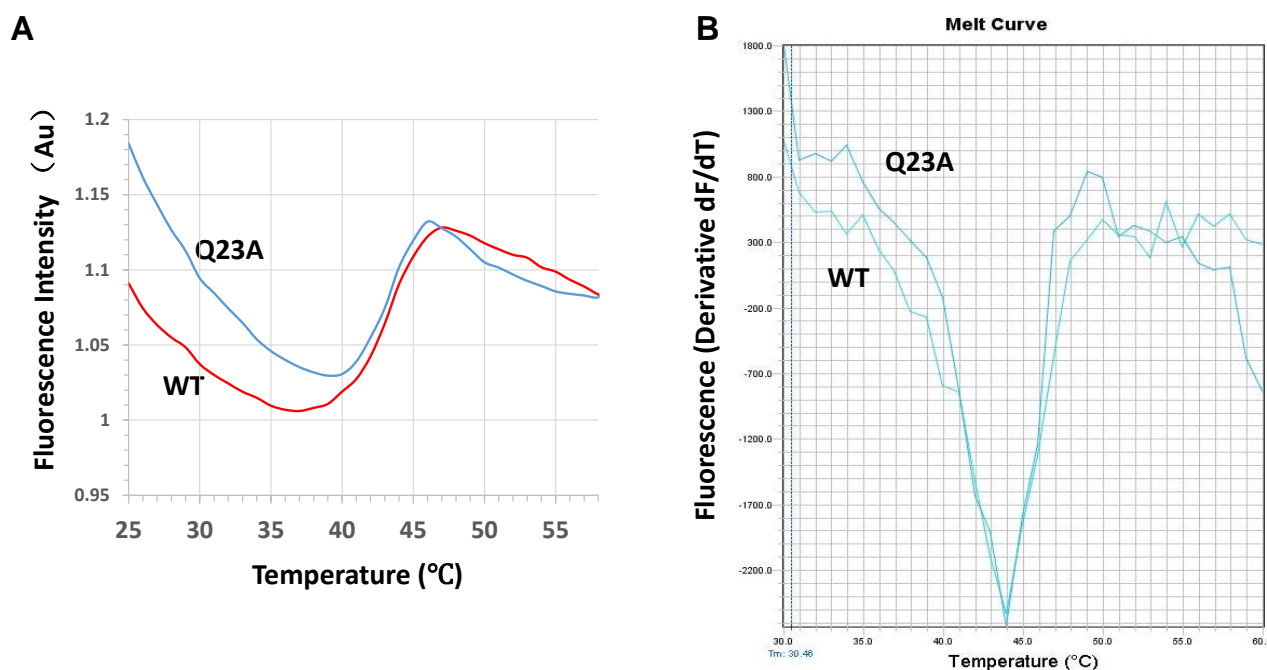 A
Fluorescence Intensity （Au）
1.2
1.15
1.1
1.05
1
0.95
Q23A
WT
25 30 35 40 45 50 55
Temperature (℃)
B
Melt Curve
Fluorescence (Derivative dF/dT)
1800.0
1300.0
800.0
300.0
-200.0
-700.0
-1200.0
-1700.0
-2200.0
Q23A
WT
30.0 35.0 40.0 45.0 50.0 55.0 60.0
Tm: 30.46
Temperature (°C)